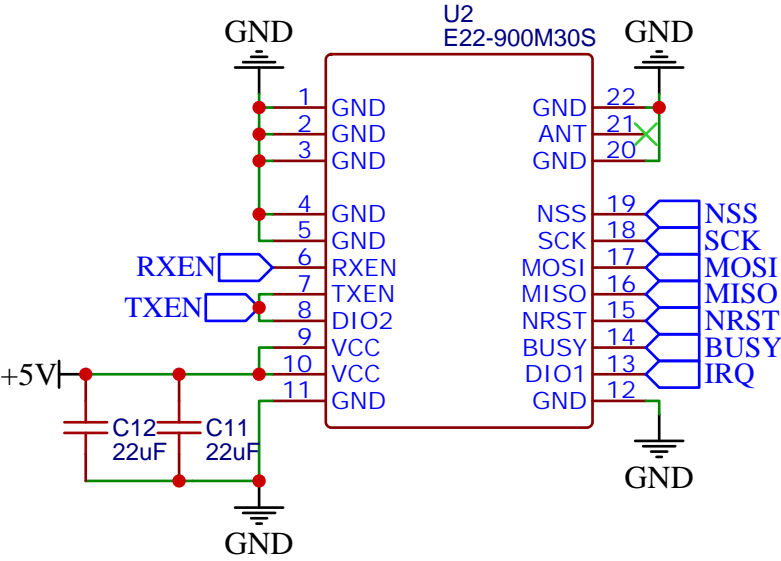 U2
E22-900M30S
GND
GND
1 GND
GND 22
2 GND
ANT 21
3 GND
GND 20
4 GND
NSS 19 NSS
5 GND
SCK 18 SCK
RXEN 6 RXEN
MOSI 17 MOSI
7 TXEN
MISO 16 MISO
TXEN
8 DIO2
NRST 15 NRST
9 VCC
BUSY 14 BUSY
+5V 10 VCC
DIO1 13 IRQ
11 GND
GND 12
C12
22uF
C11
22uF
GND
GND